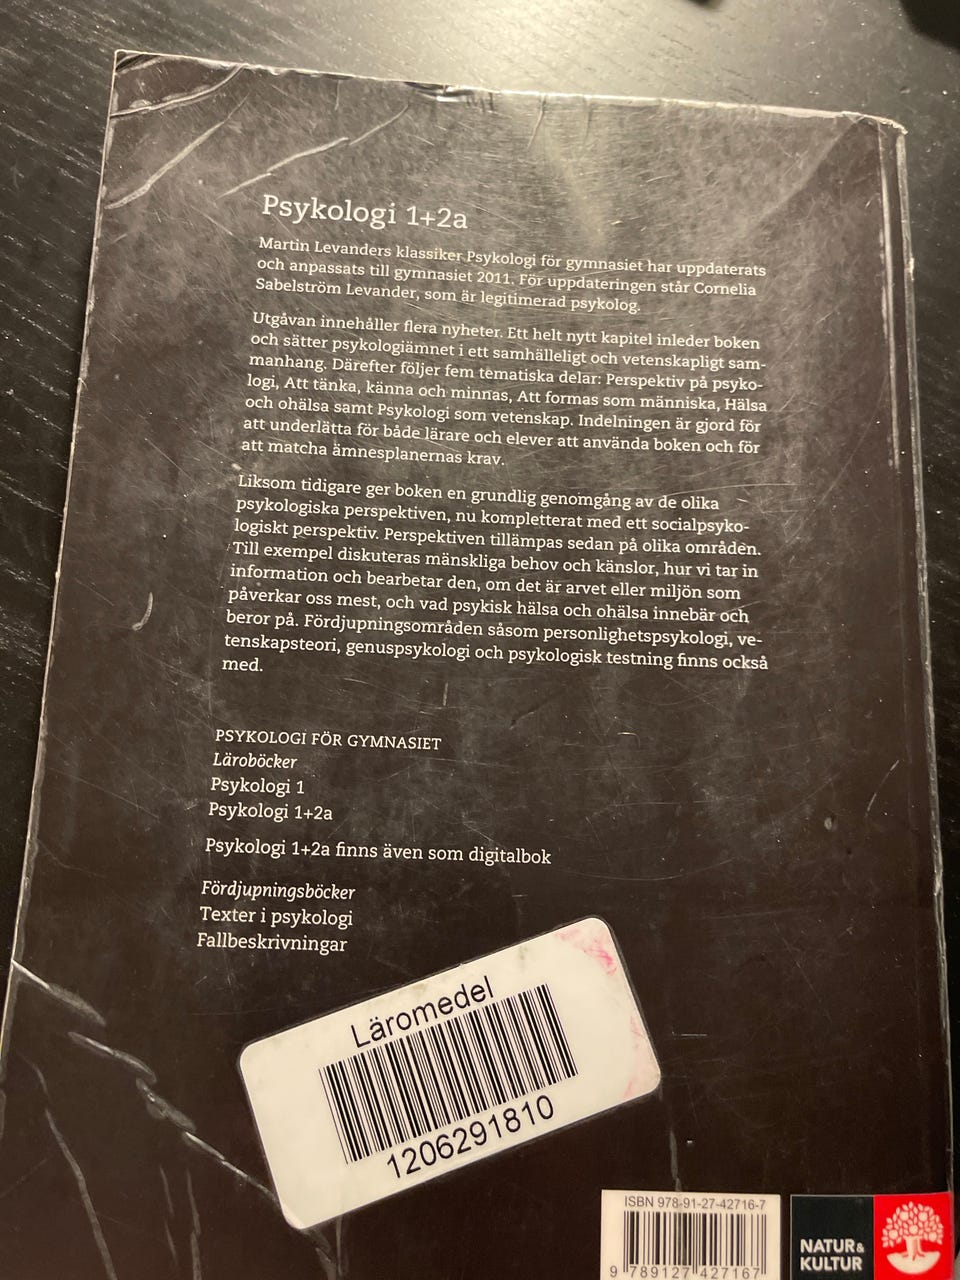 Psykologi 1+2a
Martin Levanders klassiker Psykologi för gymnasiet har uppdaterats
och anpassats till gymnasiet 2011. För uppdateringen står Cornelia
Sabelström Levander, som är legitimerad psykolog.
Utgåvan innehåller flera nyheter. Ett helt nytt kapitel inleder boken
och sätter psykologiämnet i ett samhälleligt och vetenskapligt sam-
manhang. Därefter följer fem tematiska delar: Perspektiv på psyko-
logi, Att tänka, känna och minnas, Att formas som människa, Hälsa
och ohälsa samt Psykologi som vetenskap. Indelningen är gjord för
att underlätta för både lärare och elever att använda boken och för
att matcha ämnesplanernas krav.
Liksom tidigare ger boken en grundlig genomgång av de olika
psykologiska perspektiven, nu kompletterat med ett socialpsyko-
logiskt perspektiv. Perspektiven tillämpas sedan på olika områden.
Till exempel diskuteras mänskliga behov och känslor, hur vi tar in
information och bearbetar den, om det är arvet eller miljön som
påverkar oss mest, och vad psykisk hälsa och ohälsa innebär och
beror på. Fördjupningsområden såsom personlighetspsykologi, ve-
tenskapsteori, genuspsykologi och psykologisk testning finns också
med.
PSYKOLOGI FÖR GYMNASIET
Läroböcker
Psykologi 1
Psykologi 1+2a
Psykologi 1+2a finns även som digitalbok
Fördjupningsböcker
Texter i psykologi
Fallbeskrivningar
Läromedel
1206291810
ISBN 978-91-27-42716-7
9 789127 427167
NATUR&
KULTUR